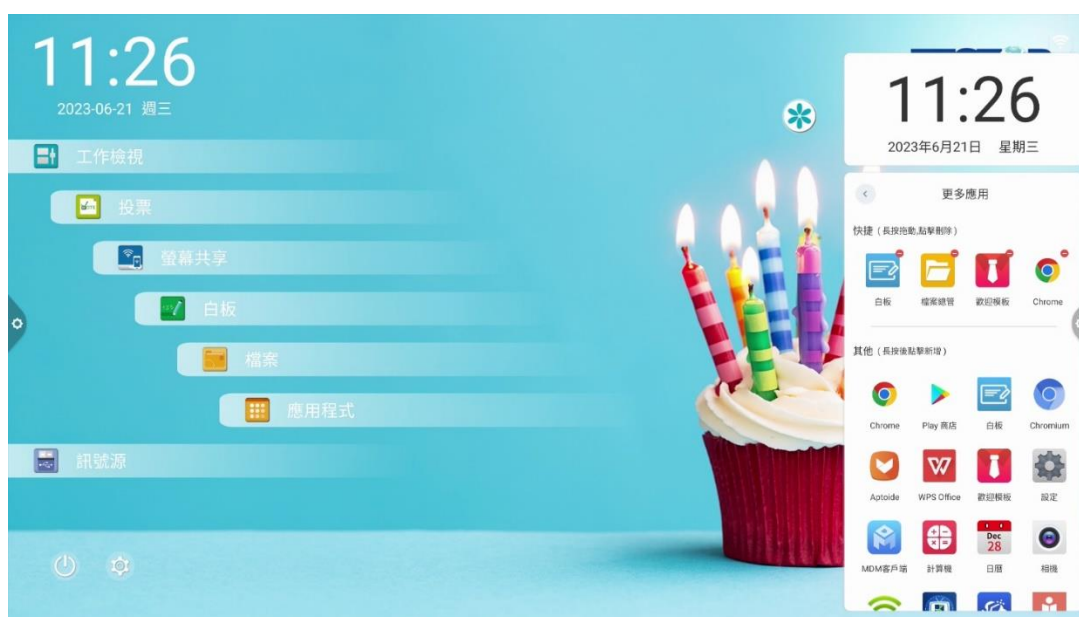 11:26
2023-06-21 週三
工作檢視
投票
螢幕共享
白板
檔案
應用程式
訊號源
11:26
2023年6月21日 星期三
更多應用
快捷（長按拖動,點擊刪除）
白板 檔案總管 歡迎模板 Chrome
其他（長按後點擊新增）
Chrome Play 商店 白板 Chromium
Aptoide WPS Office 歡迎模板 設定
Dec
28
MDM客戶端 計算機 日曆 相機